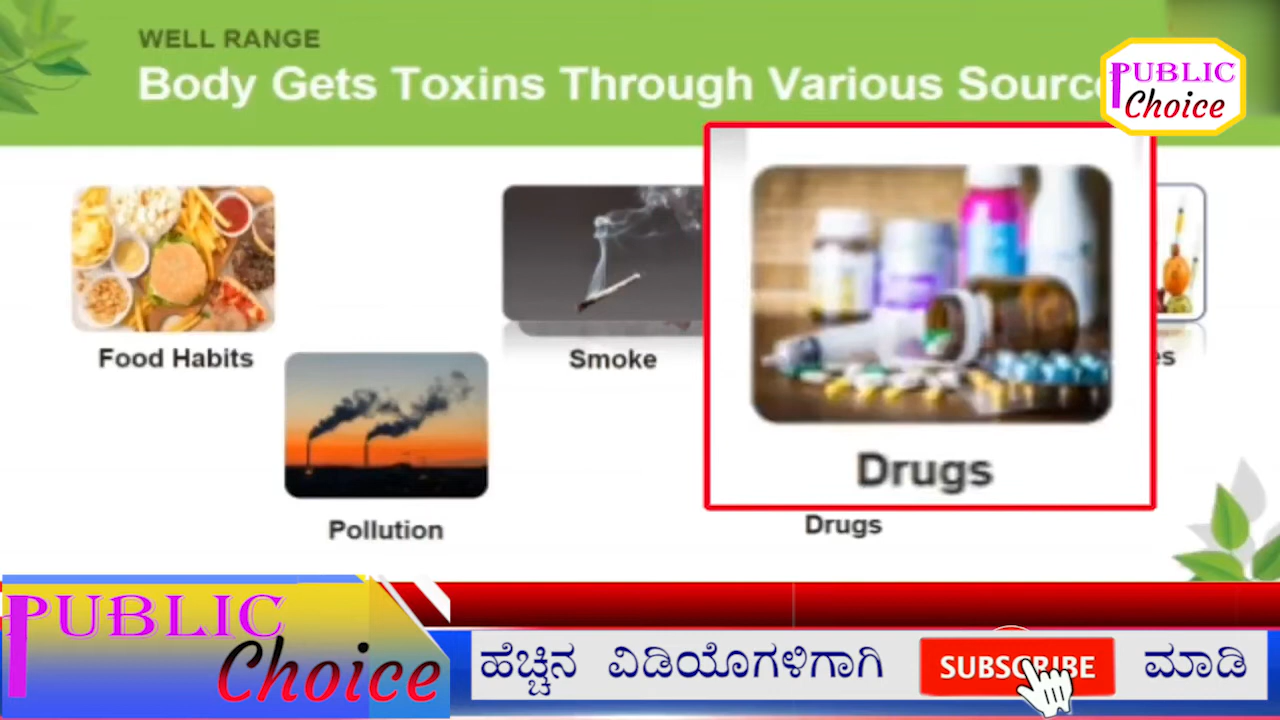 WELL RANGE
Body Gets Toxins Through Various Sourc
PUBLIC
Choice
Food Habits
Smoke
Drugs
Pollution
Drugs
PUBLIC
Choice
ಹೆಚ್ಚಿನ ವಿಡಿಯೊಗಳಿಗಾಗಿ SUBSCRIBE ಮಾಡಿ